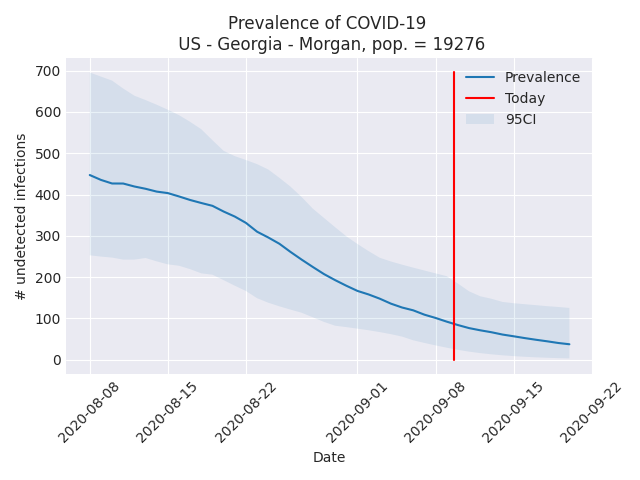 Prevalence of COVID-19
US - Georgia - Morgan, pop. = 19276
700
600
500
400
300
200
100
0
# undetected infections
Prevalence
Today
95CI
2020-08-08
2020-08-15
2020-08-22
2020-09-01
2020-09-08
2020-09-15
2020-09-22
Date